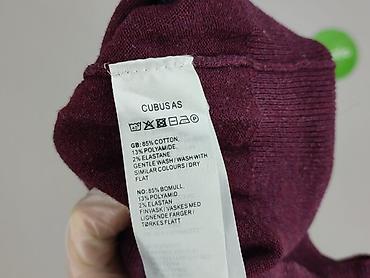 CUBUS AS
GB: 85% COTTON,
13% POLYAMIDE,
2% ELASTANE
GENTLE WASH / WASH WITH
SIMILAR COLOURS / DRY
FLAT
NO: 85% BOMULL,
13% POLYAMID,
2% ELASTAN
FINVASK / VASKES MED
LIGNENDE FARGER /
TØRKES FLATT